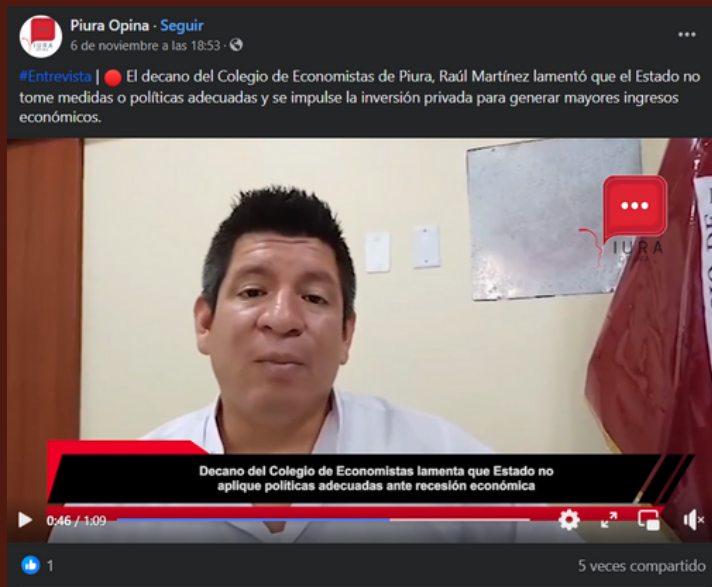 Piura Opina · Seguir
6 de noviembre a las 18:53 ·
#Entrevista | 🔴 El decano del Colegio de Economistas de Piura, Raúl Martínez lamentó que el Estado no
tome medidas o políticas adecuadas y se impulse la inversión privada para generar mayores ingresos
económicos.
IURA
Decano del Colegio de Economistas lamenta que Estado no
aplique políticas adecuadas ante recesión económica
0:46 / 1:09
1
5 veces compartido